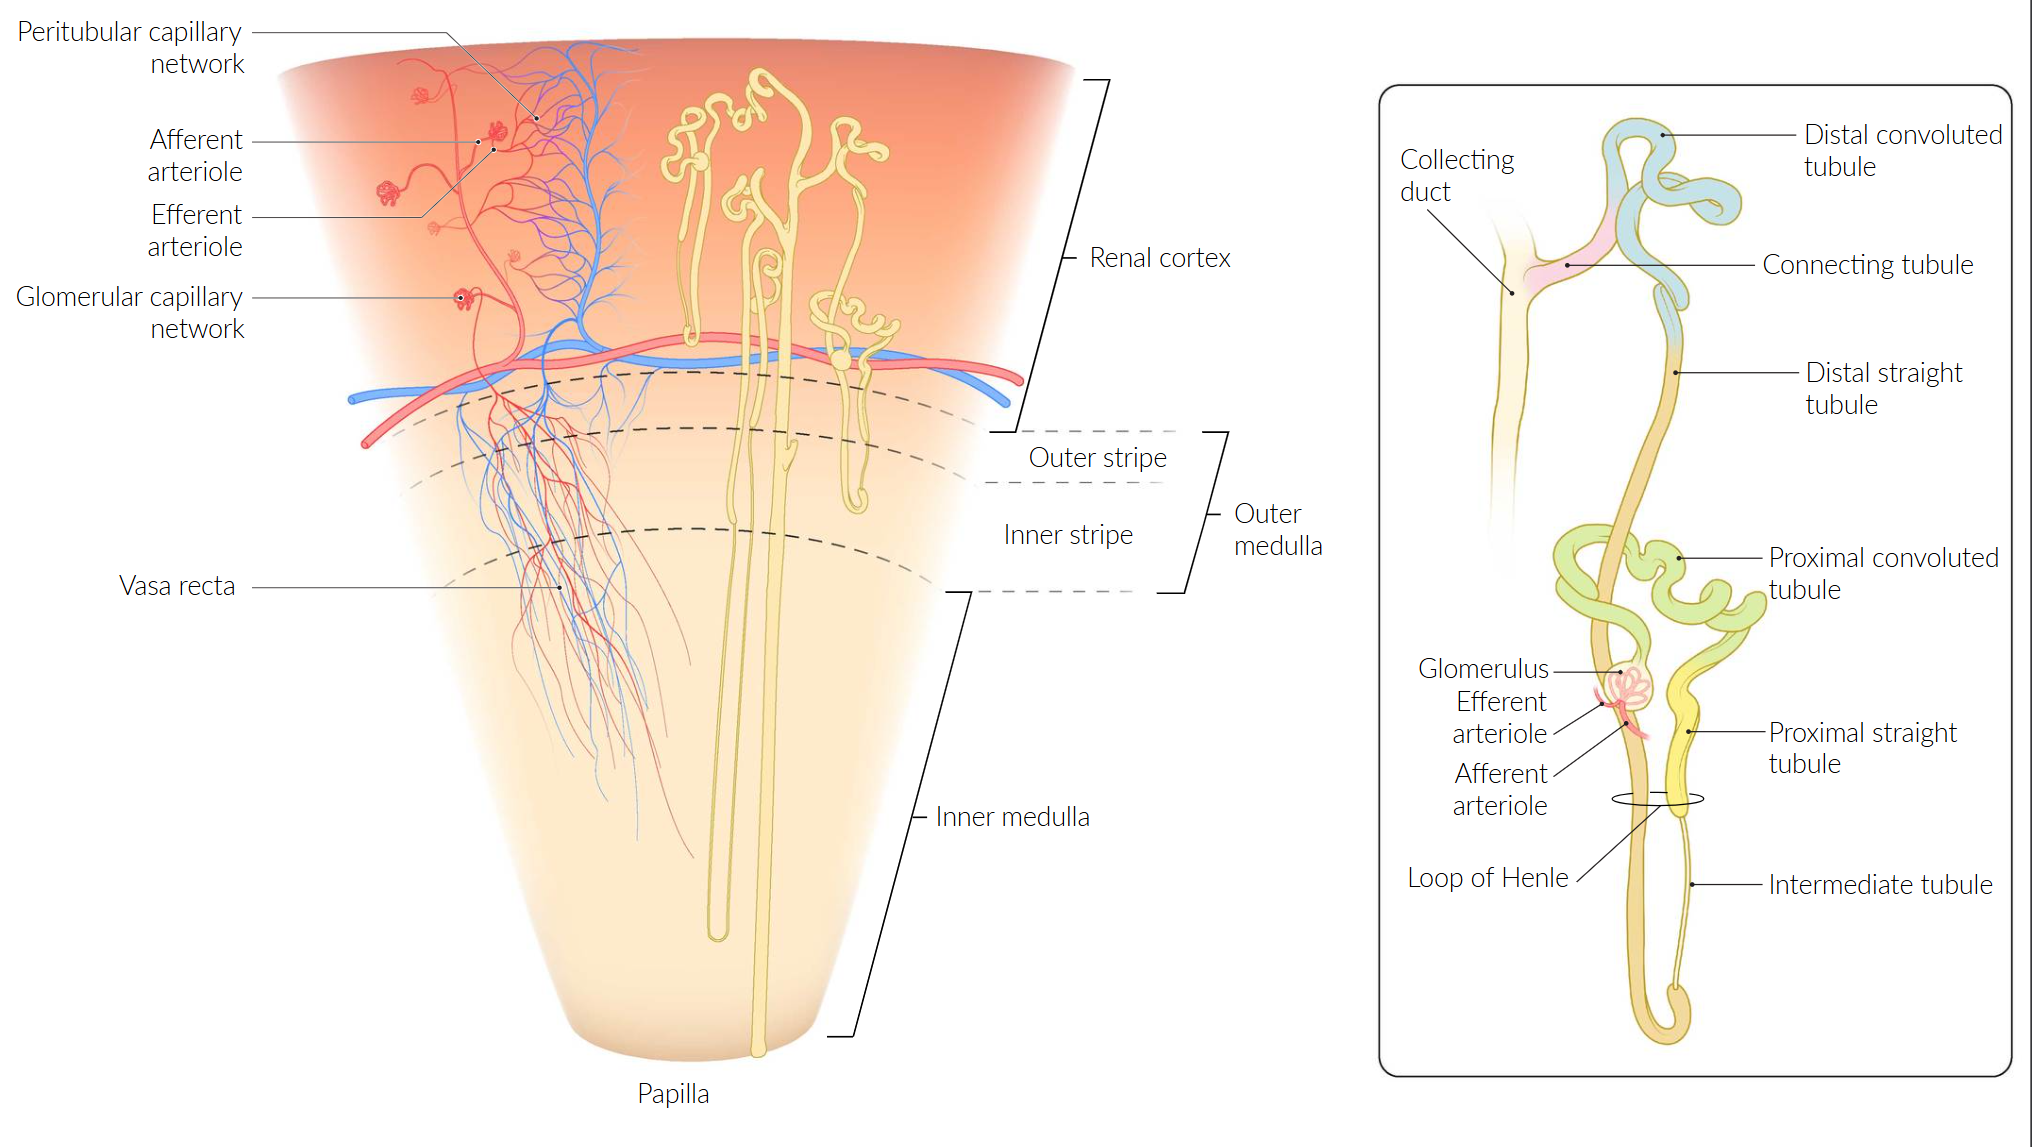 Peritubular capillary
network
Afferent
arteriole
Efferent
arteriole
Glomerular capillary
network
Vasa recta
Renal cortex
Outer stripe
Inner stripe
Outer
medulla
Inner medulla
Papilla
Collecting
duct
Distal convoluted
tubule
Connecting tubule
Distal straight
tubule
Proximal convoluted
tubule
Glomerulus
Efferent
arteriole
Afferent
arteriole
Proximal straight
tubule
Loop of Henle
Intermediate tubule